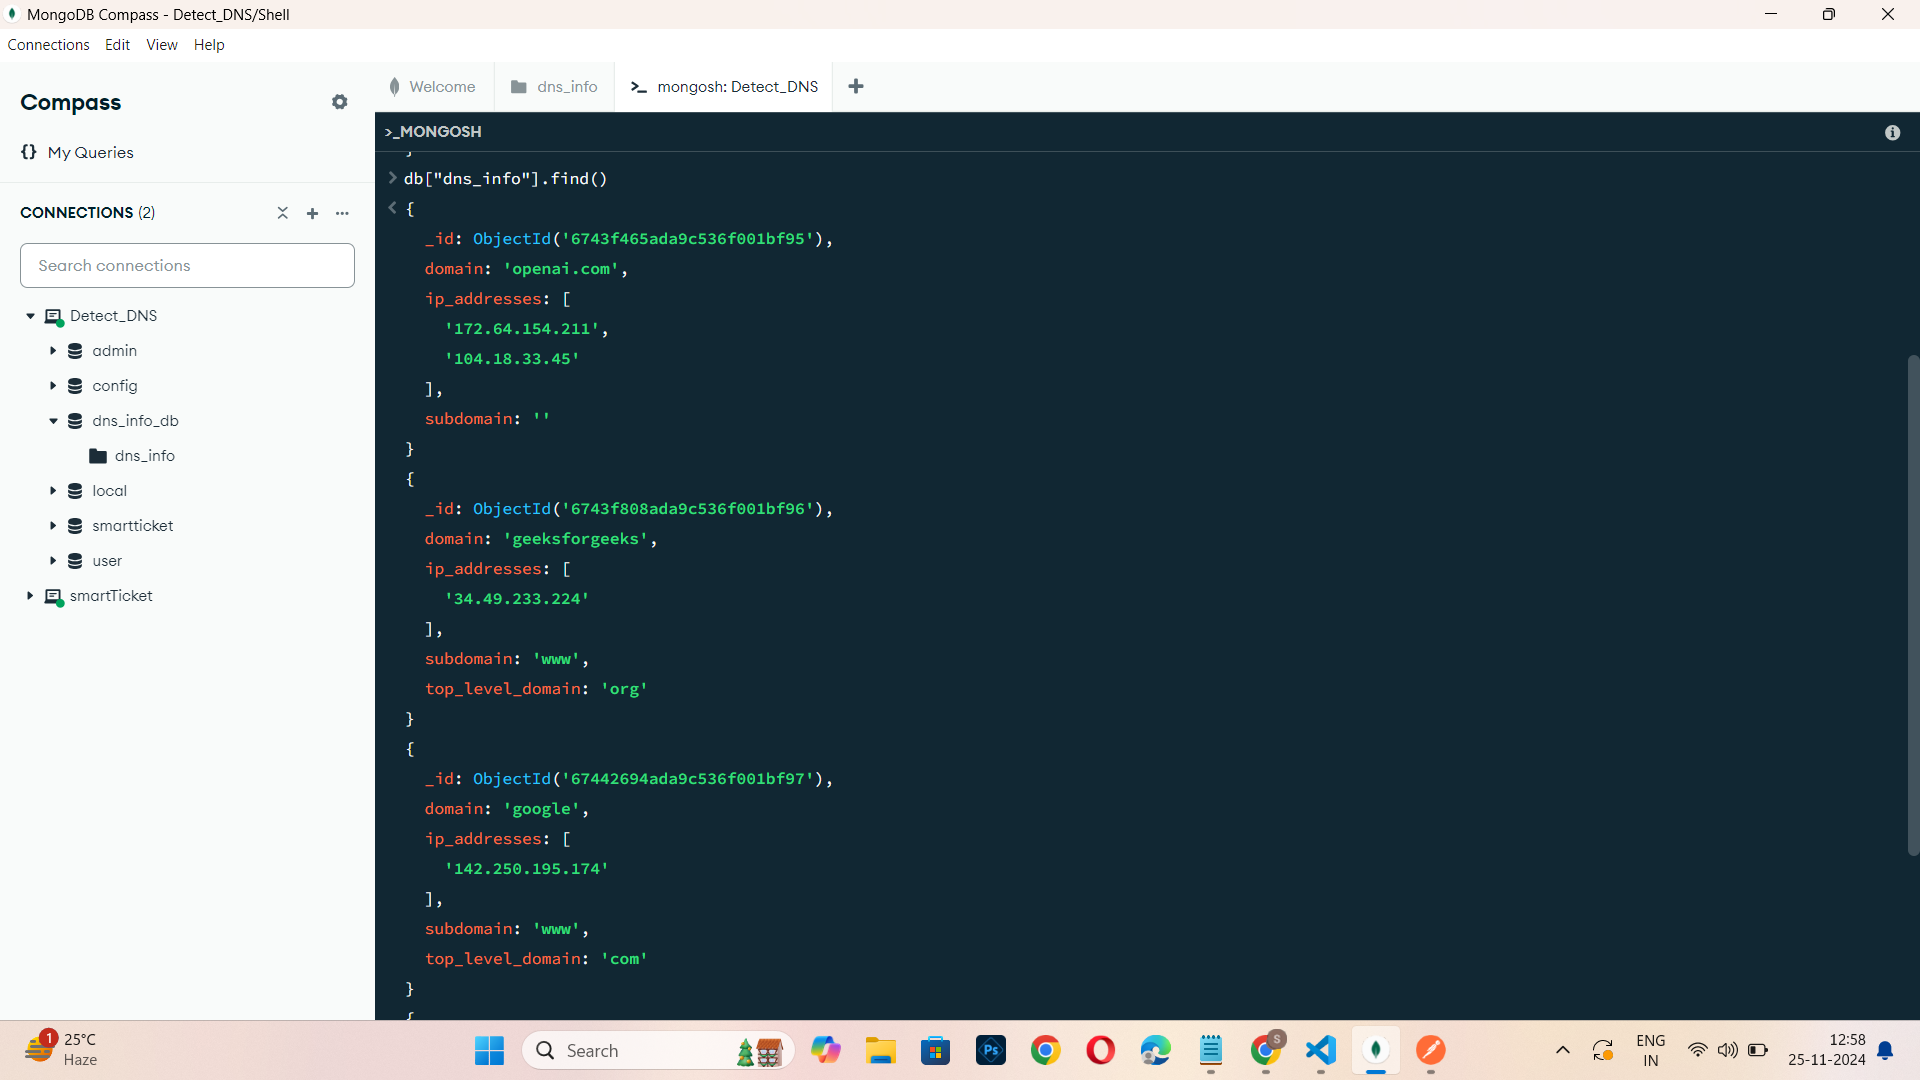 MongoDB Compass - Detect_DNS/Shell
Connections Edit View Help
Compass
{} My Queries
CONNECTIONS (2)
Search connections
Detect_DNS
admin
config
dns_info_db
dns_info
local
smartticket
user
smartTicket
Welcome
dns_info
>_ mongosh: Detect_DNS
>_MONGOSH
}
> db["dns_info"].find()
< {
_id: ObjectId('6743f465ada9c536f001bf95'),
domain: 'openai.com',
ip_addresses: [
'172.64.154.211',
'104.18.33.45'
],
subdomain: ''
}
{
_id: ObjectId('6743f808ada9c536f001bf96'),
domain: 'geeksforgeeks',
ip_addresses: [
'34.49.233.224'
],
subdomain: 'www',
top_level_domain: 'org'
}
{
_id: ObjectId('67442694ada9c536f001bf97'),
domain: 'google',
ip_addresses: [
'142.250.195.174'
],
subdomain: 'www',
top_level_domain: 'com'
}
{
1
25°C
Haze
Search
Ps
S
ENG
IN
12:58
25-11-2024